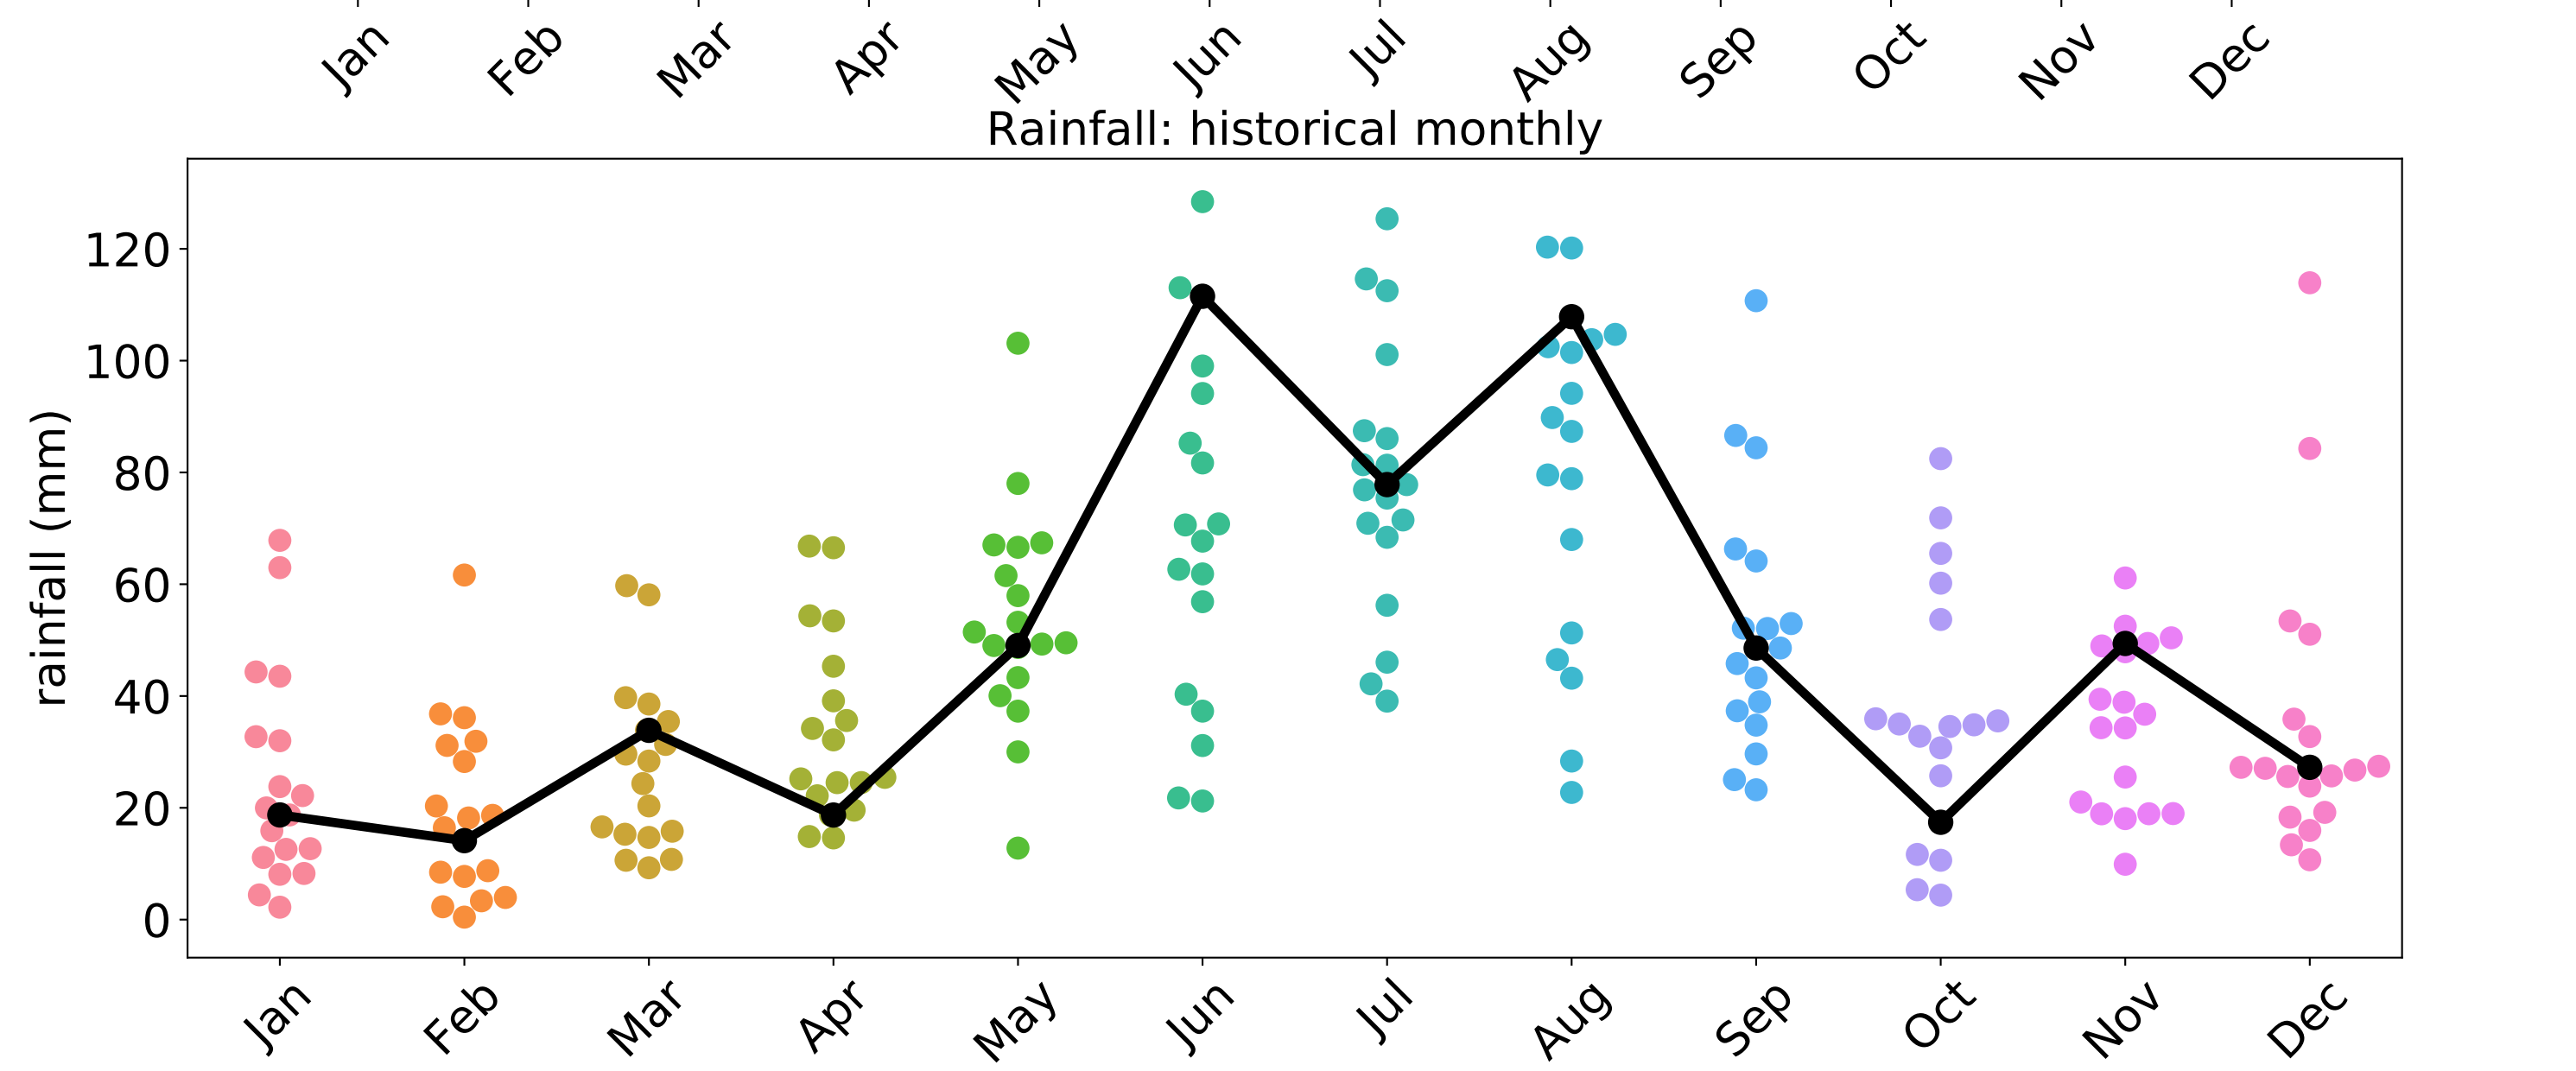 Jan Feb Mar Apr May Jun Jul Aug Sep Oct Nov Dec
Rainfall: historical monthly
rainfall (mm)
120
100
80
60
40
20
0
Jan Feb Mar Apr May Jun Jul Aug Sep Oct Nov Dec